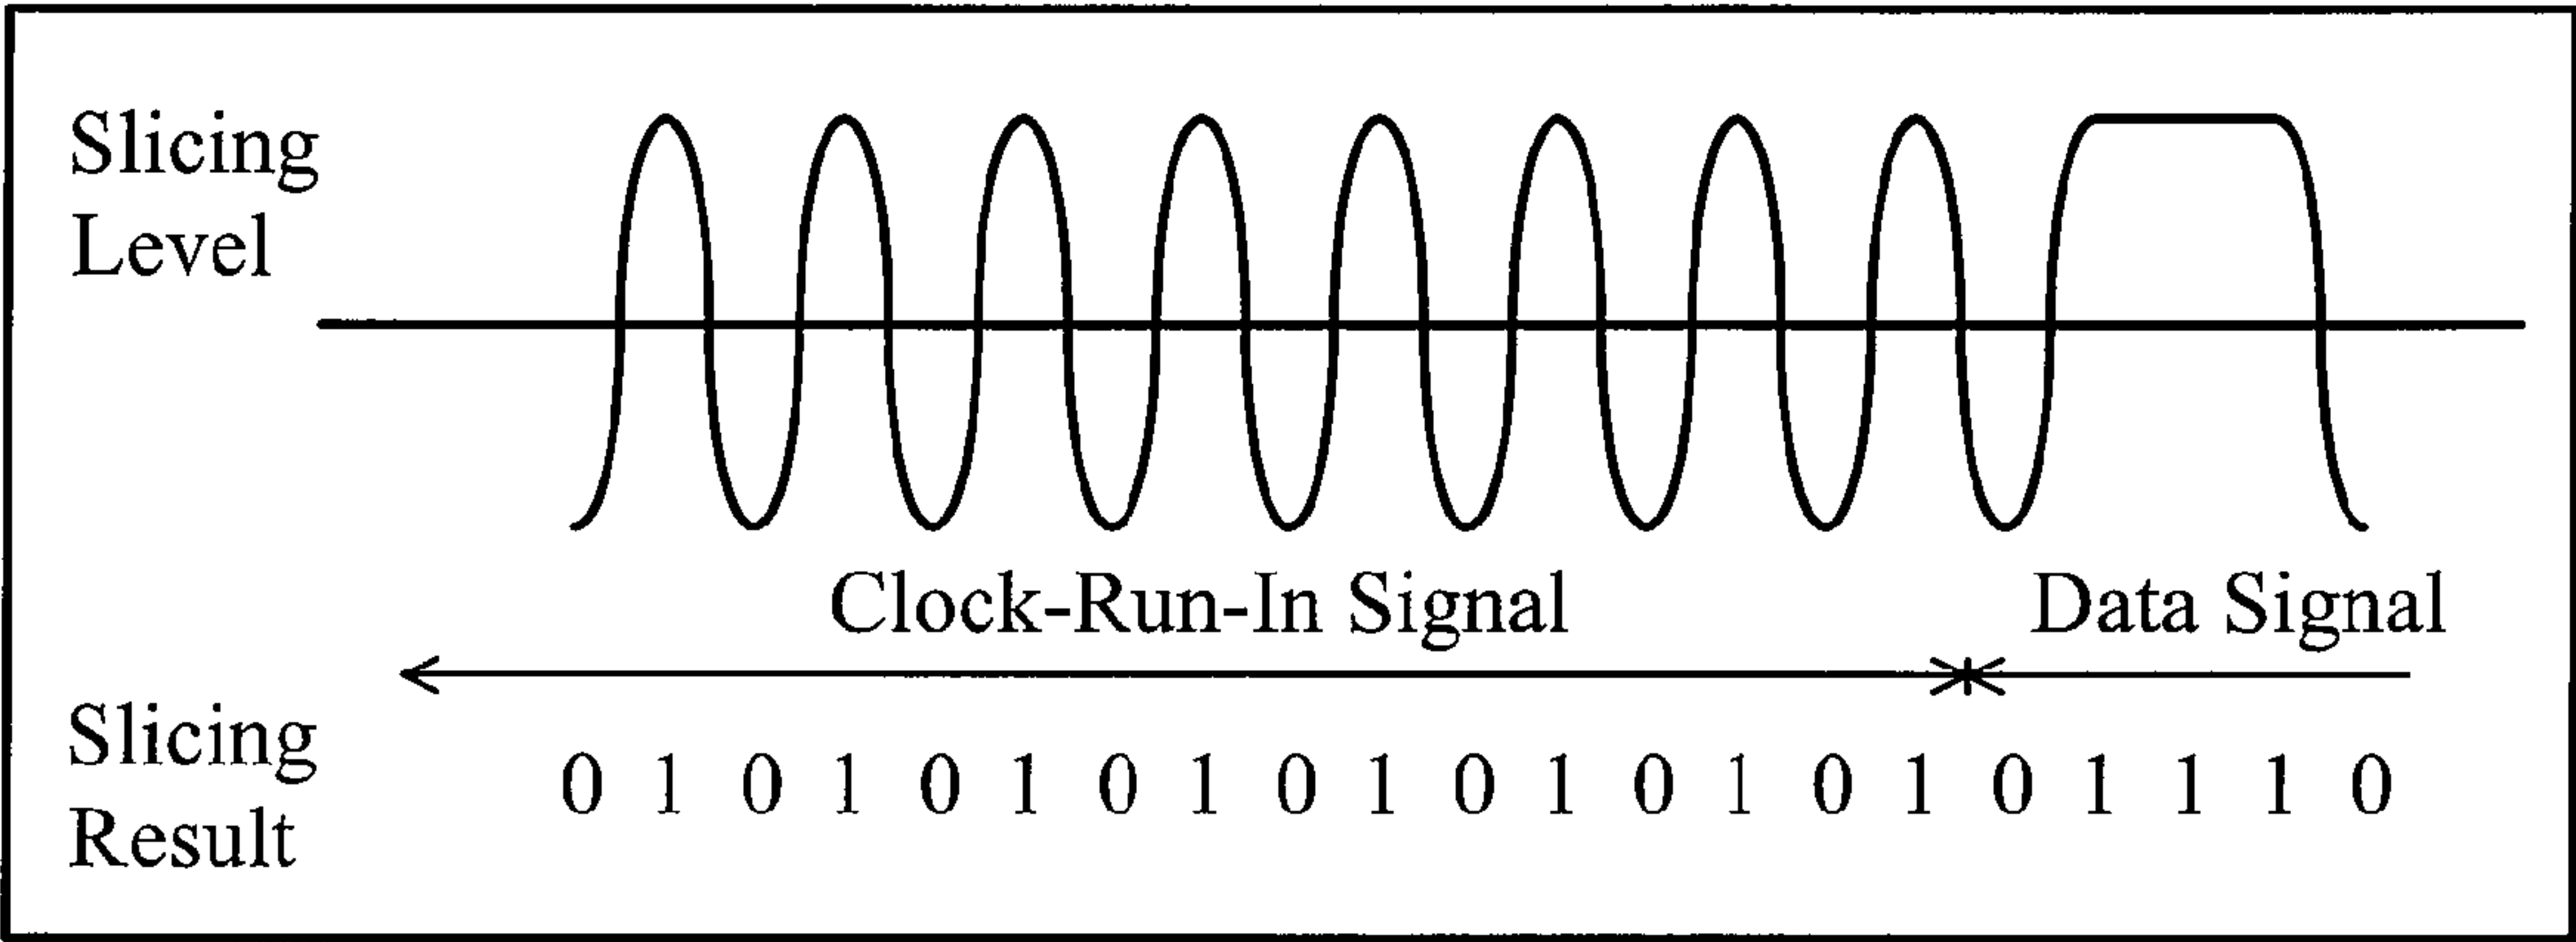 Slicing
Level
Clock-Run-In Signal
Data Signal
Slicing
Result
0 1 0 1 0 1 0 1 0 1 0 1 0 1 0 1 0 1 1 1 0